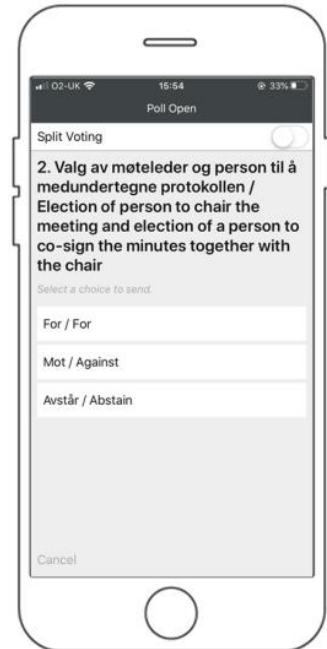 O2-UK 15:54 33%
Poll Open
Split Voting
2. Valg av møteleder og person til å
medundertegne protokollen /
Election of person to chair the
meeting and election of a person to
co-sign the minutes together with
the chair
Select a choice to send.
For / For
Mot / Against
Avstår / Abstain
Cancel